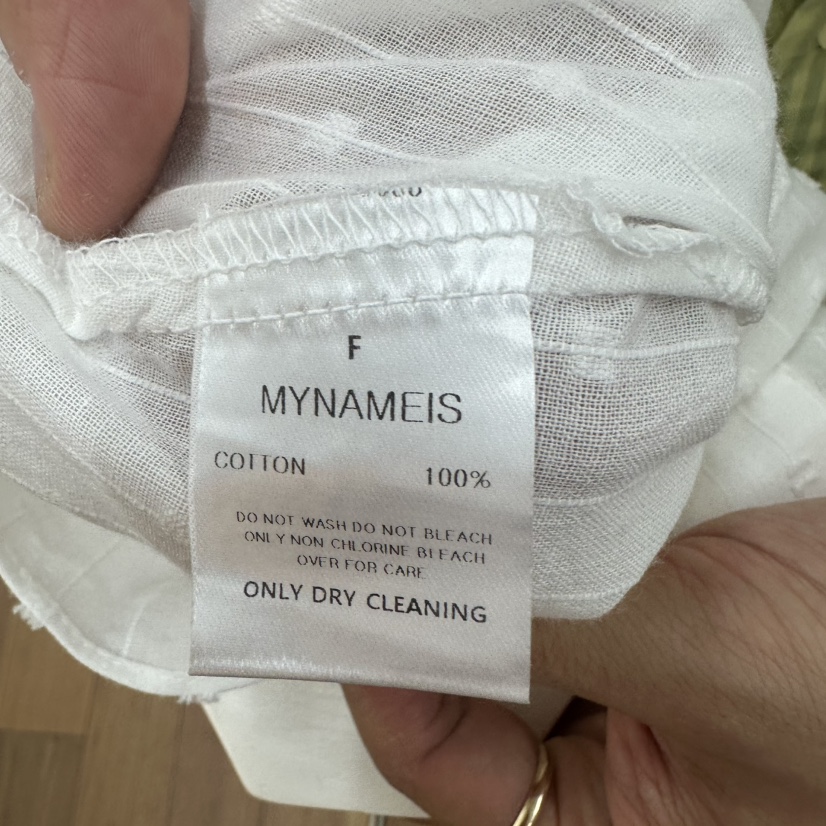 F
MYNAMEIS
COTTON 100%
DO NOT WASH DO NOT BLEACH
ONLY NON CHLORINE BLEACH
OVER FOR CARE
ONLY DRY CLEANING